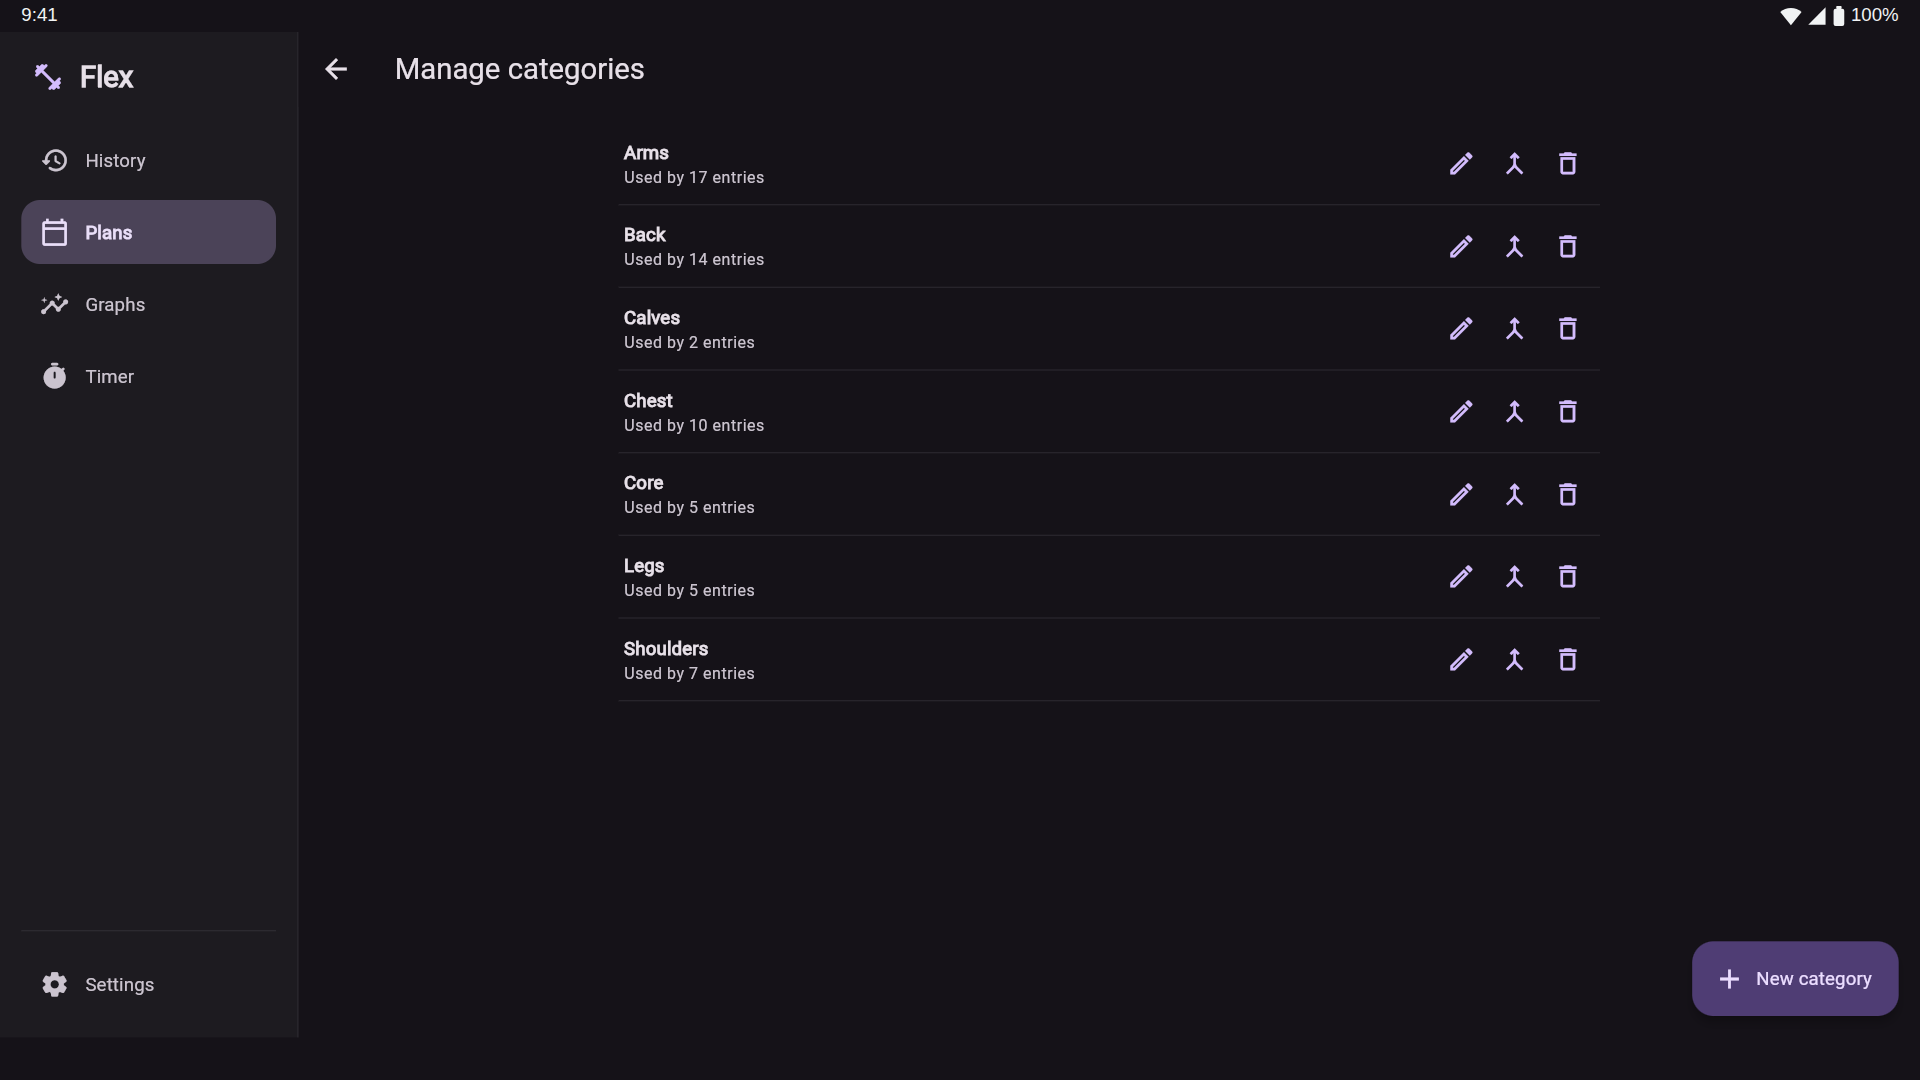 9:41
100%
Flex
Manage categories
History
Plans
Graphs
Timer
Arms
Used by 17 entries
Back
Used by 14 entries
Calves
Used by 2 entries
Chest
Used by 10 entries
Core
Used by 5 entries
Legs
Used by 5 entries
Shoulders
Used by 7 entries
Settings
New category